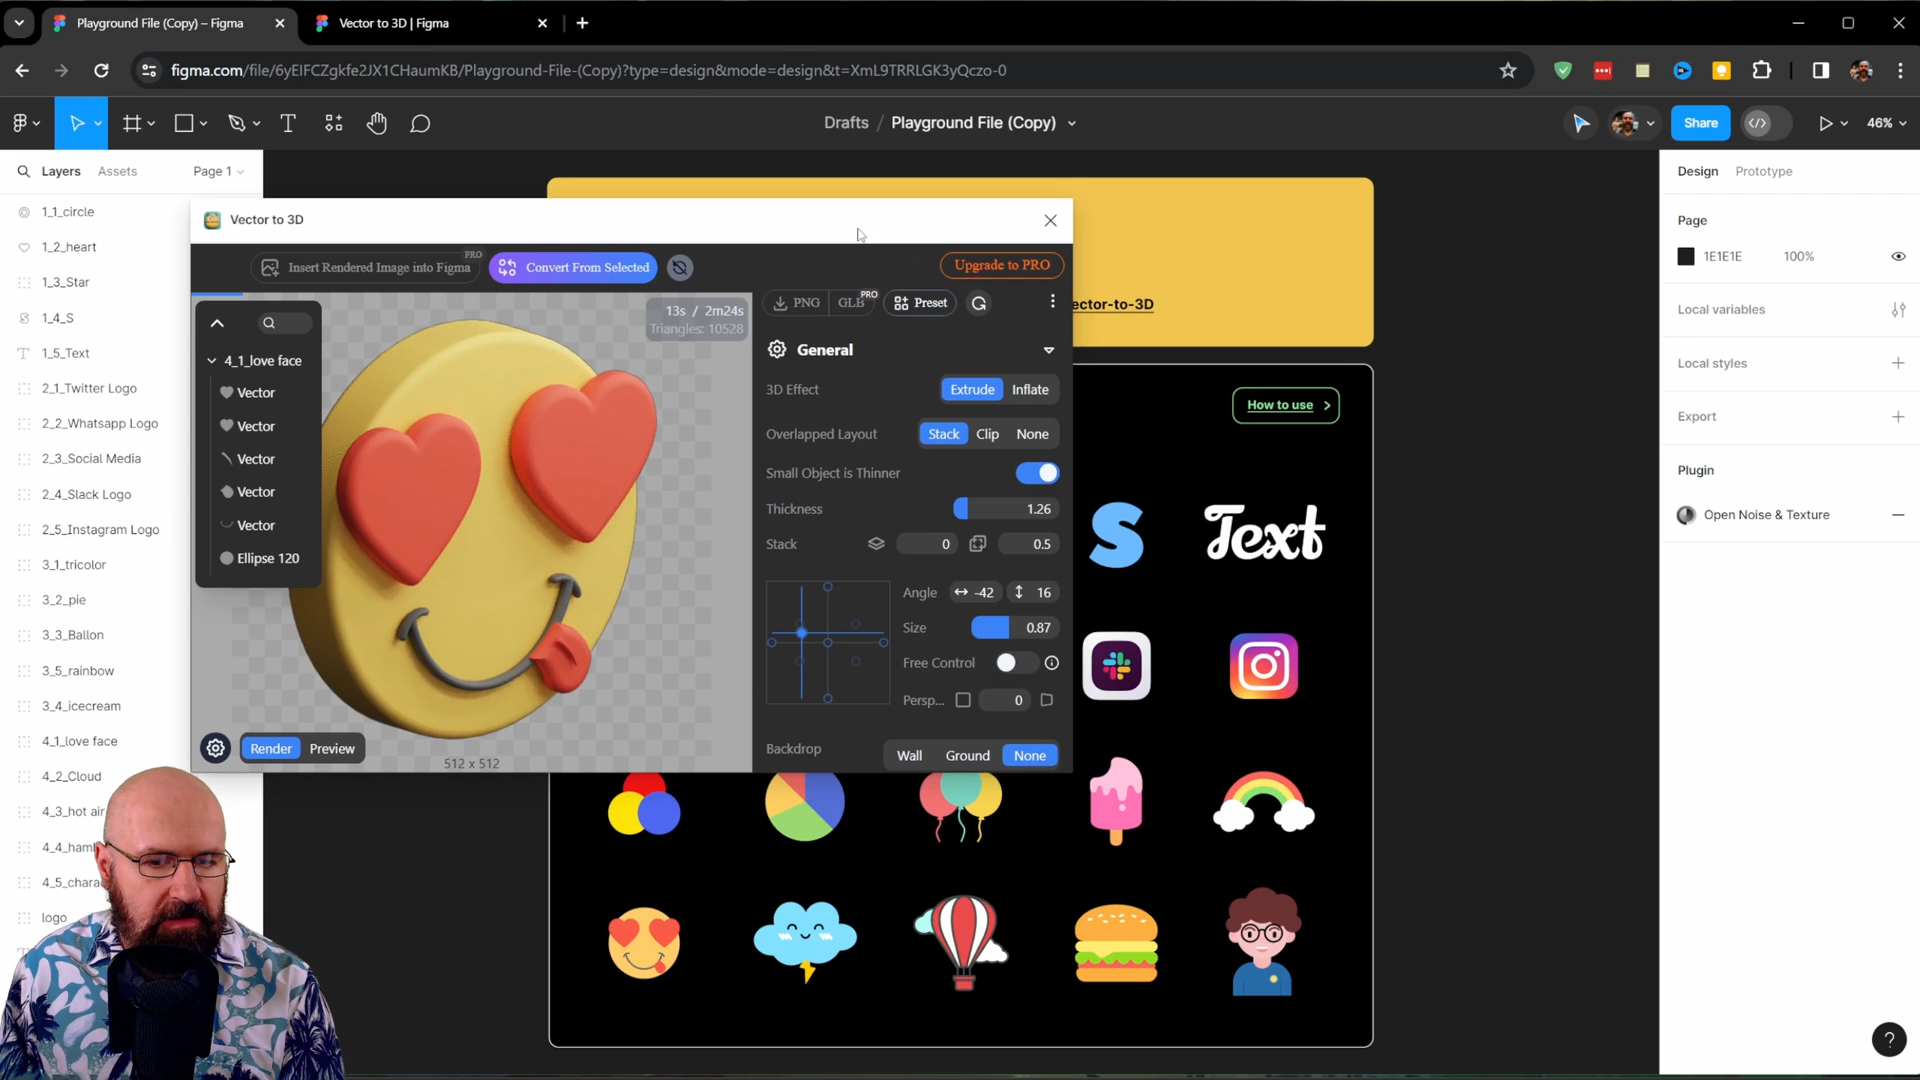 Playground File (Copy) – Figma
Vector to 3D | Figma
figma.com/file/6yEIFCZgkfe2JX1CHaumKB/Playground-File-(Copy)?type=design&mode=design&t=XmL9TRRLGK3yQczo-0
Drafts / Playground File (Copy)
Share
46%
Layers
Assets
Page 1
1_1_circle
1_2_heart
1_3_Star
1_4_S
1_5_Text
2_1_Twitter Logo
2_2_Whatsapp Logo
2_3_Social Media
2_4_Slack Logo
2_5_Instagram Logo
3_1_tricolor
3_2_pie
3_3_Ballon
3_5_rainbow
3_4_icecream
4_1_love face
4_2_Cloud
4_3_hot air
4_4_ham
4_5_chara
logo
Vector to 3D
Insert Rendered Image into Figma
PRO
Convert From Selected
Upgrade to PRO
4_1_love face
Vector
Vector
Vector
Vector
Vector
Ellipse 120
13s / 2m24s
Triangles: 10528
Render
Preview
512 x 512
PNG
GLB
PRO
Preset
General
3D Effect
Extrude
Inflate
Overlapped Layout
Stack
Clip
None
Small Object is Thinner
Thickness
1.26
Stack
0
0.5
Angle
-42
16
Size
0.87
Free Control
Persp...
0
Backdrop
Wall
Ground
None
ector-to-3D
How to use
S
Text
Design
Prototype
Page
1E1E1E
100%
Local variables
Local styles
Export
Plugin
Open Noise & Texture
?